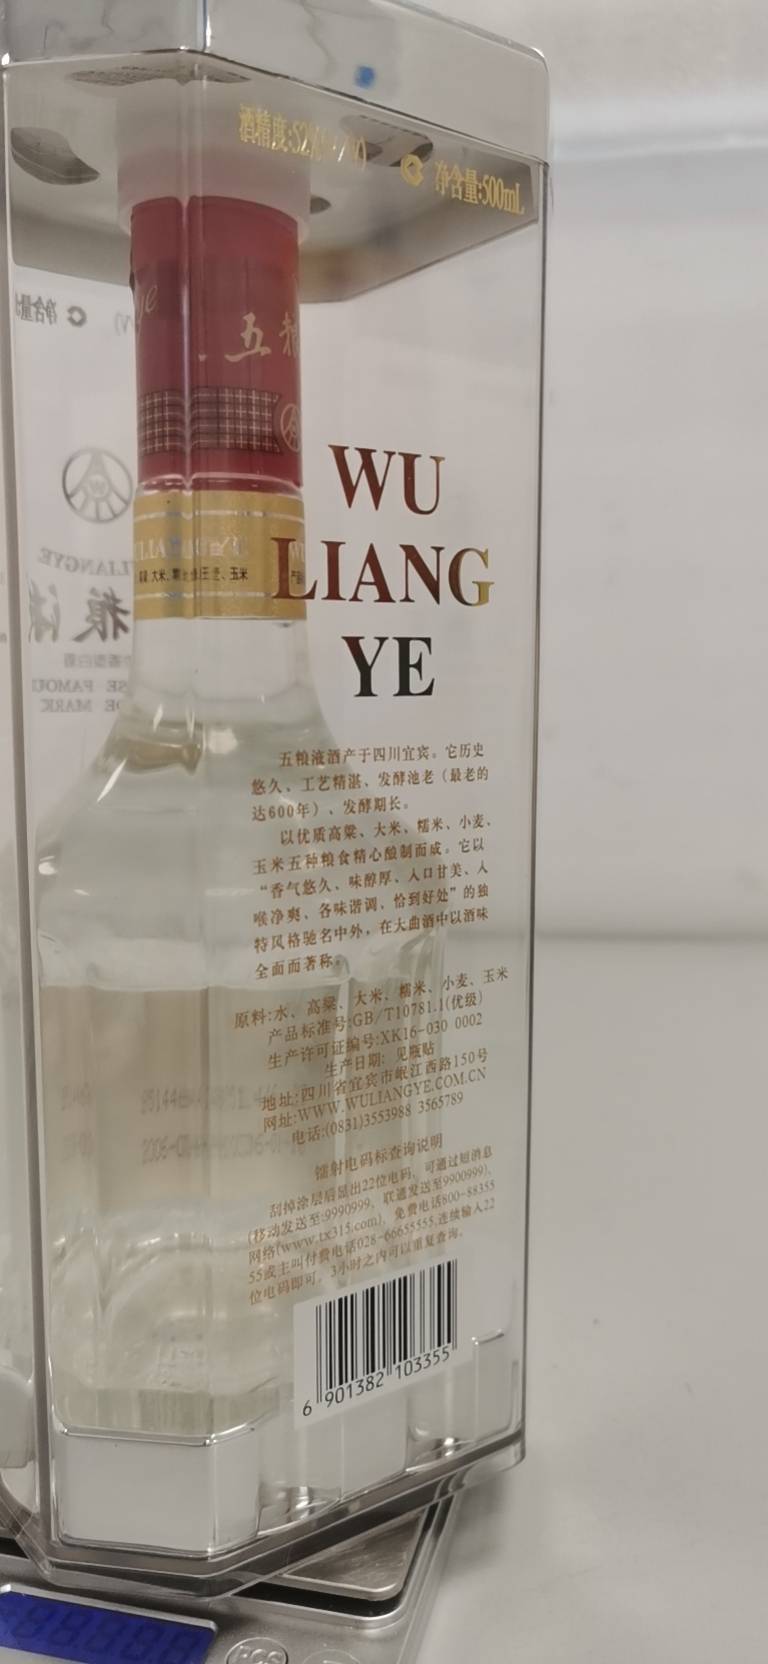 酒精度:52%
净含量:500mL
五粮
WU
LIANG
YE
大米、
玉米
五粮液酒产于四川宜宾。它历史
悠久、工艺精湛、发酵池老（最老的
达600年）、发酵期长。
以优质高粱、大米、糯米、小麦、
玉米五种粮食精心酿制而成。它以
“香气悠久、味醇厚、入口甘美、入
喉净爽、各味谐调、恰到好处”的独
特风格驰名中外，在大曲酒中以酒味
全面而著称。
原料:水、高粱、大米、糯米、小麦、玉米
产品标准号:GB/T10781.1(优级)
生产许可证编号:XK16-030 0002
生产日期: 见瓶贴
地址:四川省宜宾市岷江西路150号
网址:WWW.WULIANGYE.COM.CN
电话:(0831)3553988 3565789
镭射电码标查询说明
刮掉涂层后显出22位电码, 可通过短消息
(移动发送至:9990999, 联通发送至9900999)、
网络(www.tx315.com)、免费电话800-88355
55或主叫付费电话028-66655555,连续输入22
位电码即可。3小时之内可以重复查询。
6 901382 103355